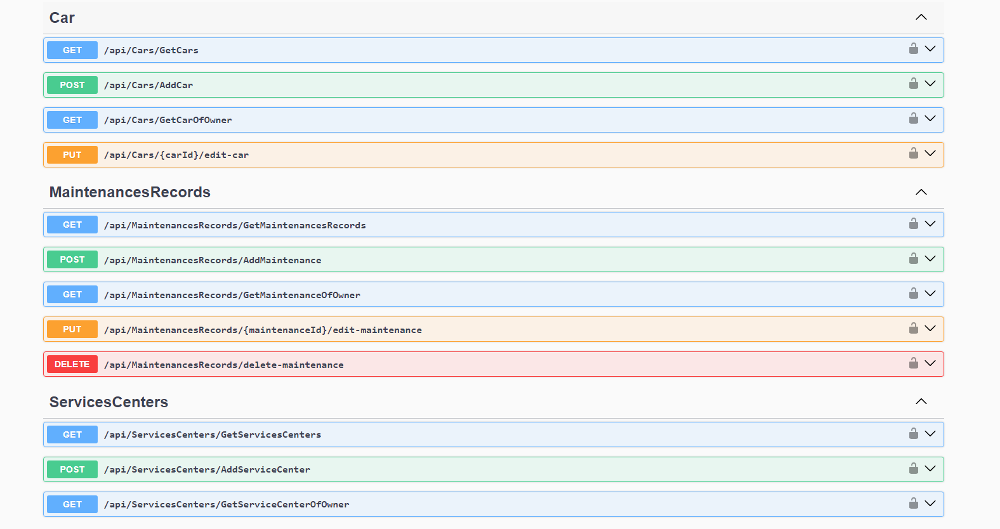 Car
GET /api/Cars/GetCars
POST /api/Cars/AddCar
GET /api/Cars/GetCarOfOwner
PUT /api/Cars/{carId}/edit-car
MaintenancesRecords
GET /api/MaintenancesRecords/GetMaintenancesRecords
POST /api/MaintenancesRecords/AddMaintenance
GET /api/MaintenancesRecords/GetMaintenanceOfOwner
PUT /api/MaintenancesRecords/{maintenanceId}/edit-maintenance
DELETE /api/MaintenancesRecords/delete-maintenance
ServicesCenters
GET /api/ServicesCenters/GetServicesCenters
POST /api/ServicesCenters/AddServiceCenter
GET /api/ServicesCenters/GetServiceCenterOfOwner